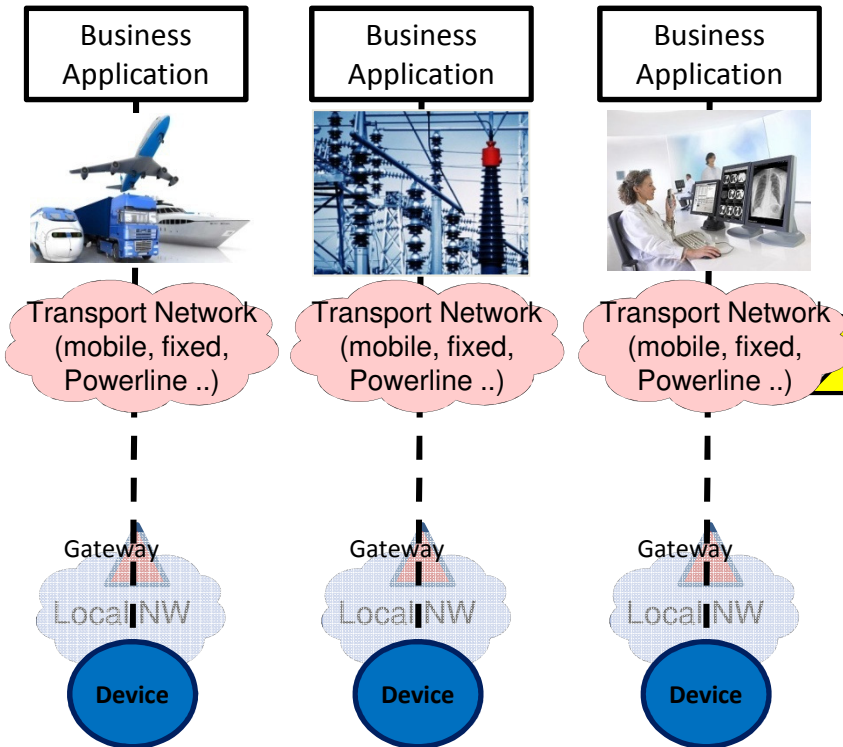 Business
Application
Business
Application
Business
Application
Transport Network
(mobile, fixed,
Powerline ..)
Transport Network
(mobile, fixed,
Powerline ..)
Transport Network
(mobile, fixed,
Powerline ..)
Gateway
Local NW
Device
Gateway
Local NW
Device
Gateway
Local NW
Device